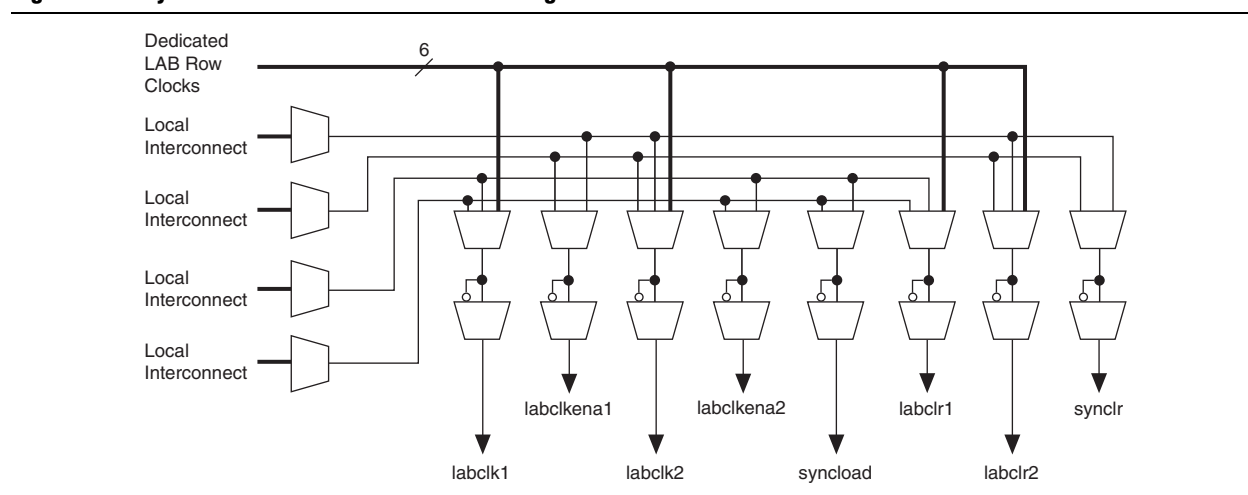 Dedicated
LAB Row
Clocks
6
Local
Interconnect
Local
Interconnect
Local
Interconnect
Local
Interconnect
labclkena1
labclkena2
labclr1
synclr
labclk1
labclk2
syncload
labclr2